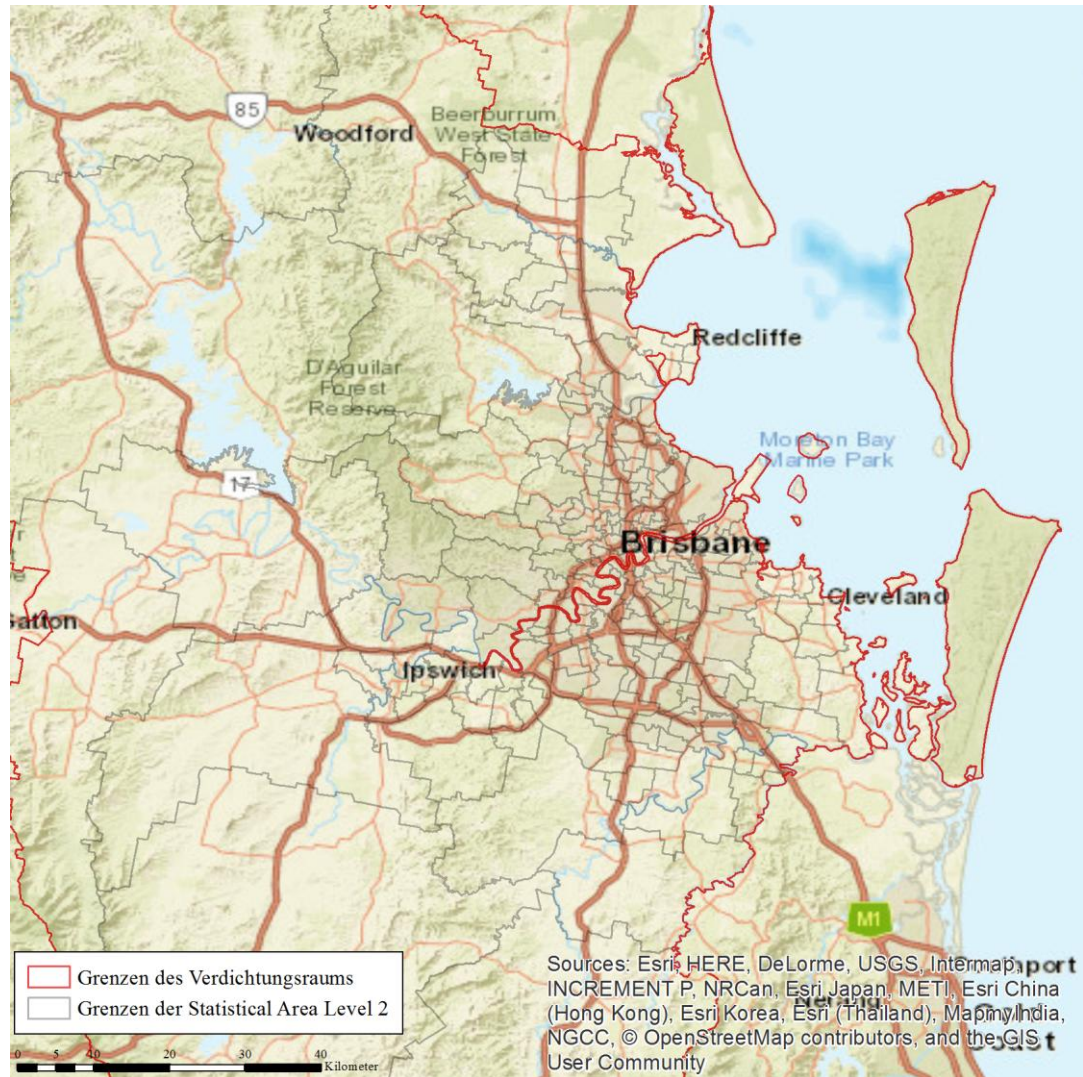 85
Woodford
Beerburrum
West State
Forest
Redcliffe
D'Aguilar
Forest
Reserve
Moreton Bay
Marine Park
17
Brisbane
Cleveland
Ipswich
M1
Nerang
Coast
Grenzen des Verdichtungsraums
Grenzen der Statistical Area Level 2
0 5 10 20 30 40
Kilometer
Sources: Esri, HERE, DeLorme, USGS, Intermap,
INCREMENT P, NRCan, Esri Japan, METI, Esri China
(Hong Kong), Esri Korea, Esri (Thailand), MapmyIndia,
NGCC, © OpenStreetMap contributors, and the GIS
User Community